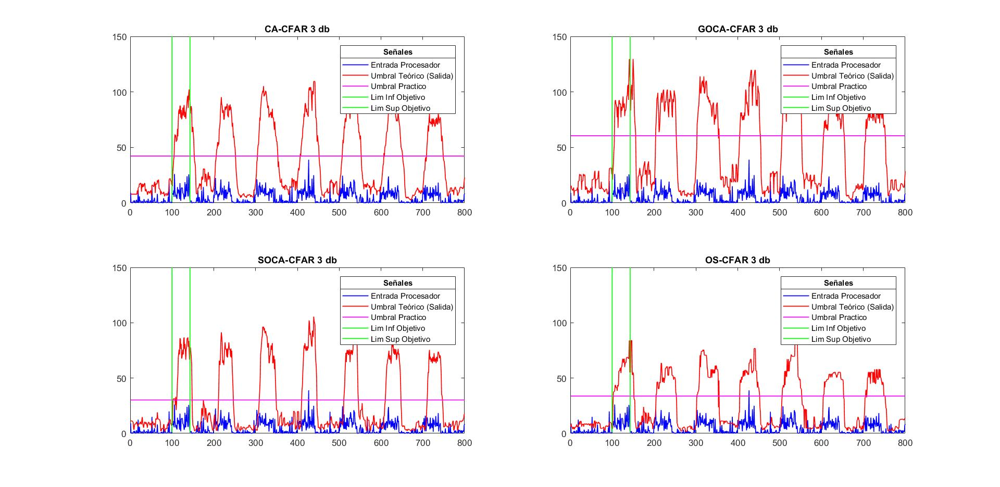 CA-CFAR 3 db
150
100
50
0
0 100 200 300 400 500 600 700 800
Señales
Entrada Procesador
Umbral Teórico (Salida)
Umbral Practico
Lim Inf Objetivo
Lim Sup Objetivo
GOCA-CFAR 3 db
150
100
50
0
0 100 200 300 400 500 600 700 800
Señales
Entrada Procesador
Umbral Teórico (Salida)
Umbral Practico
Lim Inf Objetivo
Lim Sup Objetivo
SOCA-CFAR 3 db
150
100
50
0
0 100 200 300 400 500 600 700 800
Señales
Entrada Procesador
Umbral Teórico (Salida)
Umbral Practico
Lim Inf Objetivo
Lim Sup Objetivo
OS-CFAR 3 db
150
100
50
0
0 100 200 300 400 500 600 700 800
Señales
Entrada Procesador
Umbral Teórico (Salida)
Umbral Practico
Lim Inf Objetivo
Lim Sup Objetivo